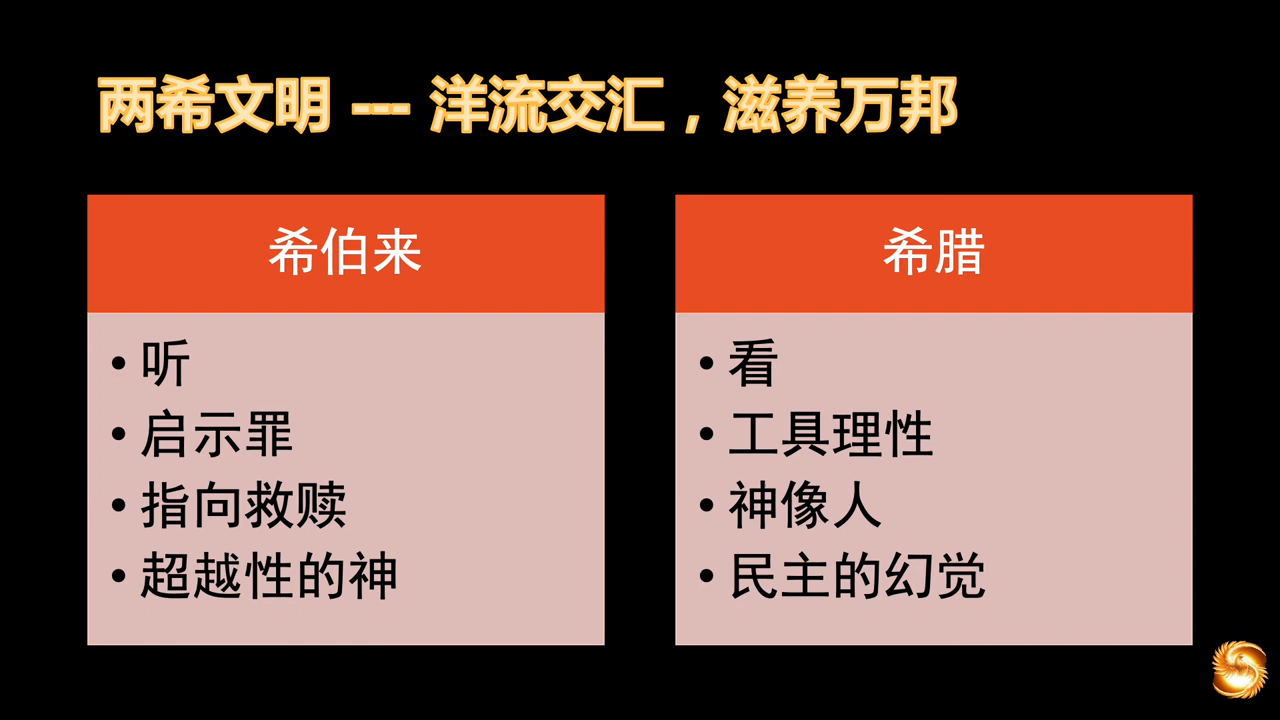 两希文明 --- 洋流交汇，滋养万邦
希伯来
• 听
• 启示罪
• 指向救赎
• 超越性的神
希腊
• 看
• 工具理性
• 神像人
• 民主的幻觉